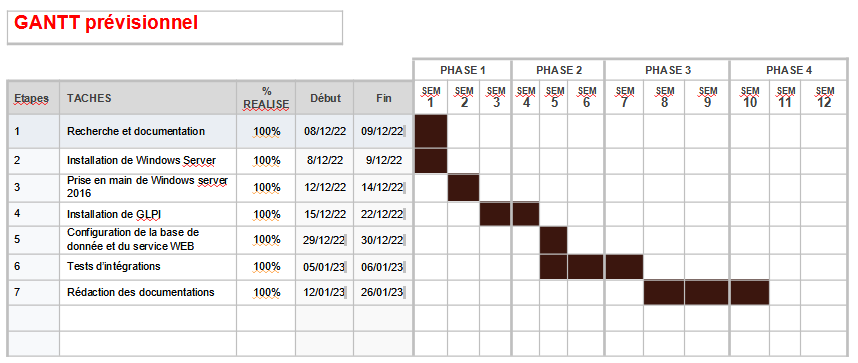 GANTT prévisionnel
PHASE 1 PHASE 2 PHASE 3 PHASE 4
Etapes TACHES % REALISE Début Fin SEM 1 SEM 2 SEM 3 SEM 4 SEM 5 SEM 6 SEM 7 SEM 8 SEM 9 SEM 10 SEM 11 SEM 12
1 Recherche et documentation 100% 08/12/22 09/12/22
2 Installation de Windows Server 100% 8/12/22 9/12/22
3 Prise en main de Windows server 2016 100% 12/12/22 14/12/22
4 Installation de GLPI 100% 15/12/22 22/12/22
5 Configuration de la base de donnée et du service WEB 100% 29/12/22 30/12/22
6 Tests d'intégrations 100% 05/01/23 06/01/23
7 Rédaction des documentations 100% 12/01/23 26/01/23